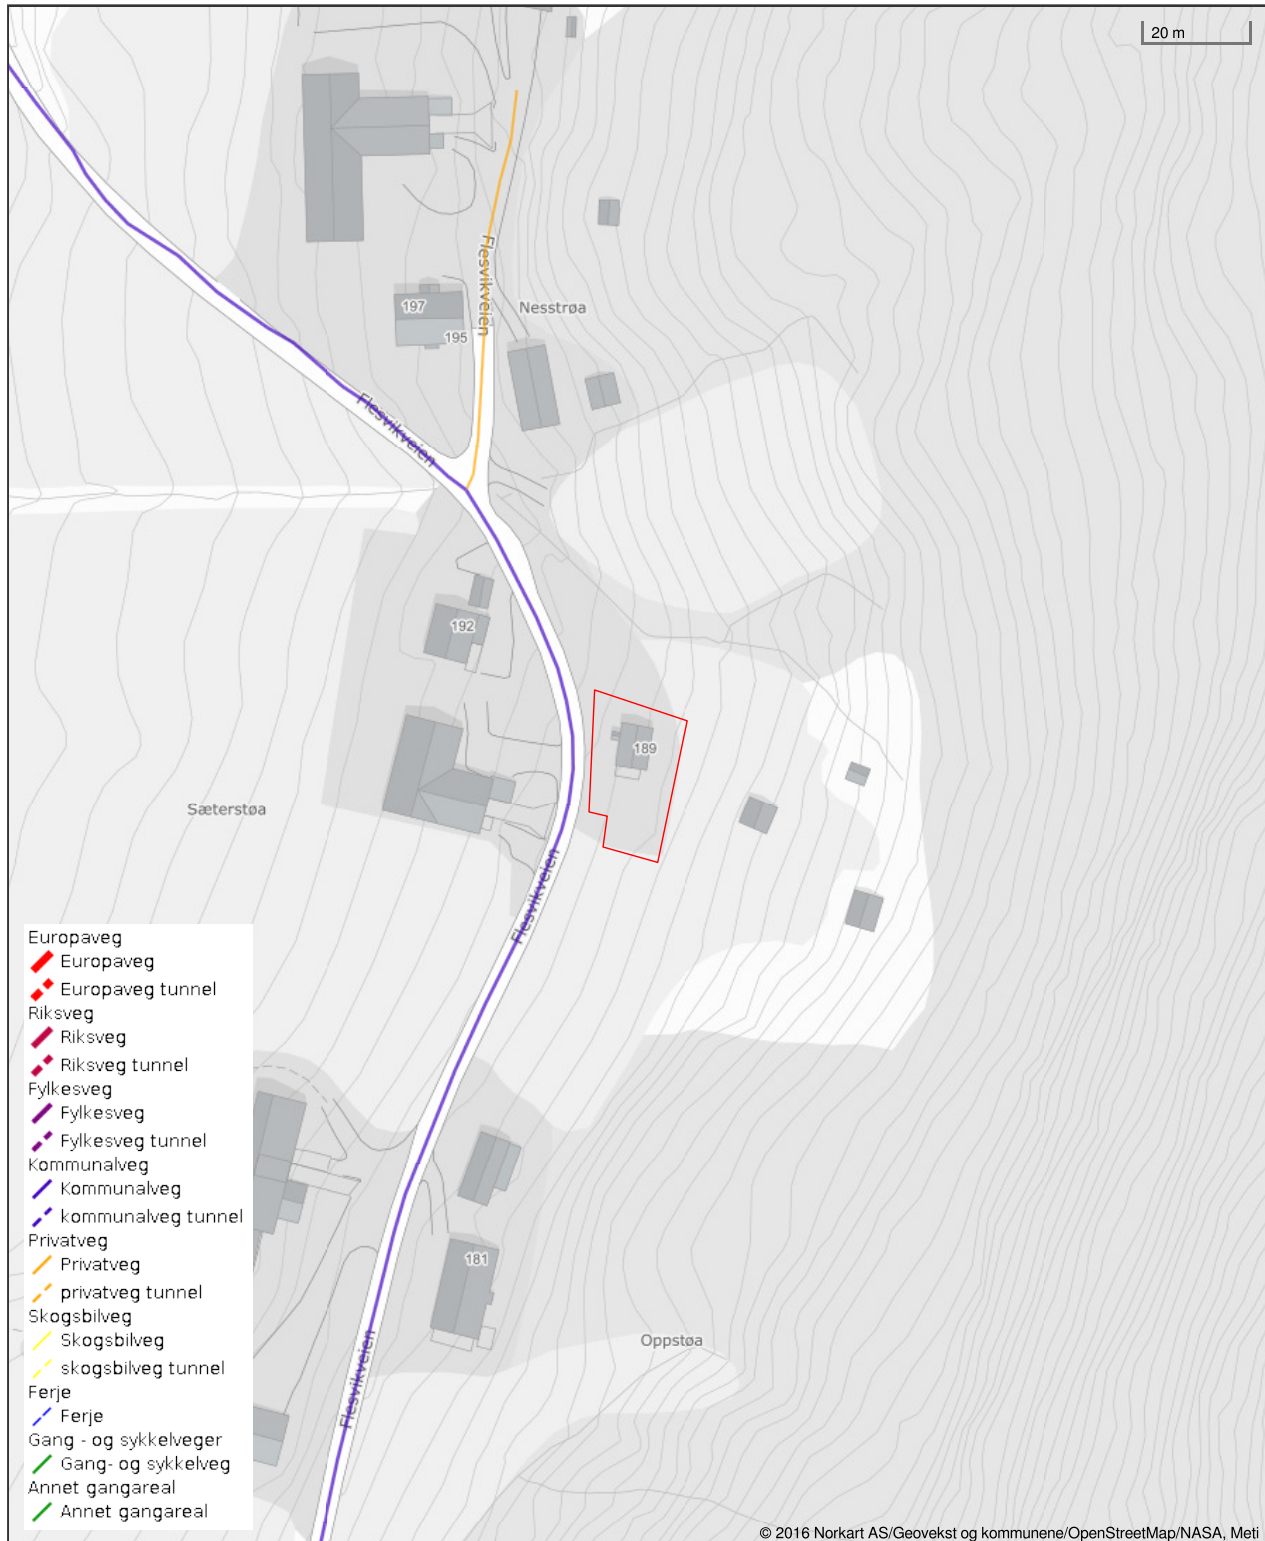 20 m
Flesvikveien
197
Nesstrøa
195
Flesvikveien
192
189
Sæterstøa
Flesvikveien
Europaveg
Europaveg
Europaveg tunnel
Riksveg
Riksveg
Riksveg tunnel
Fylkesveg
Fylkesveg
Fylkesveg tunnel
Kommunalveg
Kommunalveg
kommunalveg tunnel
Privatveg
Privatveg
privatveg tunnel
Skogsbilveg
Skogsbilveg
skogsbilveg tunnel
Ferje
Ferje
Gang - og sykkelveger
Gang- og sykkelveg
Annet gangareal
Annet gangareal
181
Oppstøa
Flesvikveien
© 2016 Norkart AS/Geovekst og kommunene/OpenStreetMap/NASA, Meti